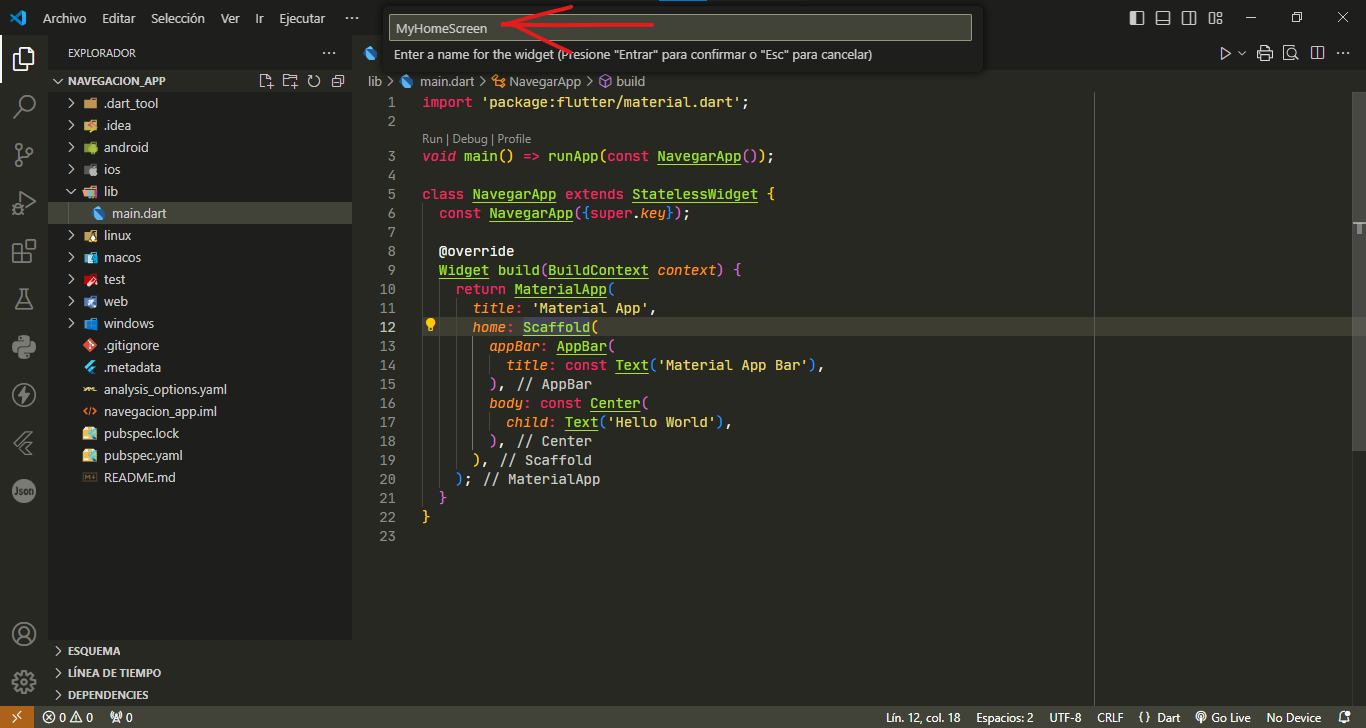 Archivo Editar Selección Ver Ir Ejecutar ···
MyHomeScreen
Enter a name for the widget (Presione "Entrar" para confirmar o "Esc" para cancelar)
EXPLORADOR
NAVEGACION_APP
.dart_tool
.idea
android
ios
lib
main.dart
linux
macos
test
web
windows
.gitignore
.metadata
analysis_options.yaml
navegacion_app.iml
pubspec.lock
pubspec.yaml
README.md
ESQUEMA
LÍNEA DE TIEMPO
DEPENDENCIES
Json
lib > main.dart > NavegarApp > build
1 import 'package:flutter/material.dart';
2
Run | Debug | Profile
3 void main() => runApp(const NavegarApp());
4
5 class NavegarApp extends StatelessWidget {
6 const NavegarApp({super.key});
7
8 @override
9 Widget build(BuildContext context) {
10 return MaterialApp(
11 title: 'Material App',
12 home: Scaffold(
13 appBar: AppBar(
14 title: const Text('Material App Bar'),
15 ), // AppBar
16 body: const Center(
17 child: Text('Hello World'),
18 ), // Center
19 ), // Scaffold
20 ); // MaterialApp
21 }
22 }
23
0 0 0 Lín. 12, col. 18 Espacios: 2 UTF-8 CRLF {} Dart Go Live No Device